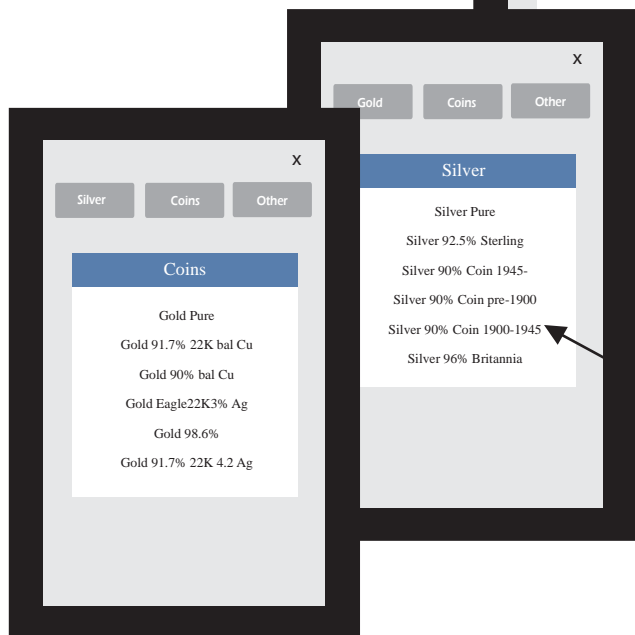 x
Gold Coins Other
Silver
Silver Pure
Silver 92.5% Sterling
Silver 90% Coin 1945-
Silver 90% Coin pre-1900
Silver 90% Coin 1900-1945
Silver 96% Britannia
x
Silver Coins Other
Coins
Gold Pure
Gold 91.7% 22K bal Cu
Gold 90% bal Cu
Gold Eagle22K3% Ag
Gold 98.6%
Gold 91.7% 22K 4.2 Ag